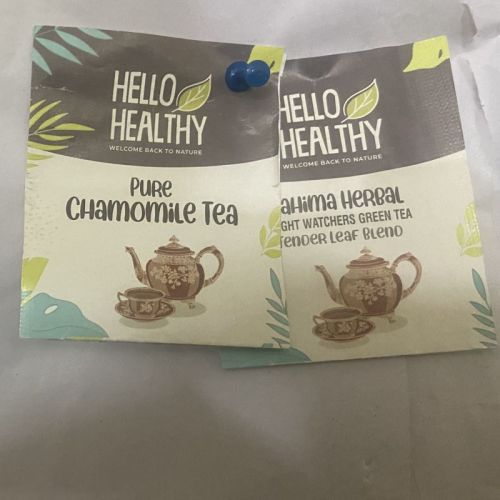 HELLO
HEALTHY
WELCOME BACK TO NATURE
PURE
CHAMOMILE TEA
HELLO
HEALTHY
WELCOME BACK TO NATURE
AHIMA HERBAL
GHT WATCHERS GREEN TEA
TENDER LEAF BLEND